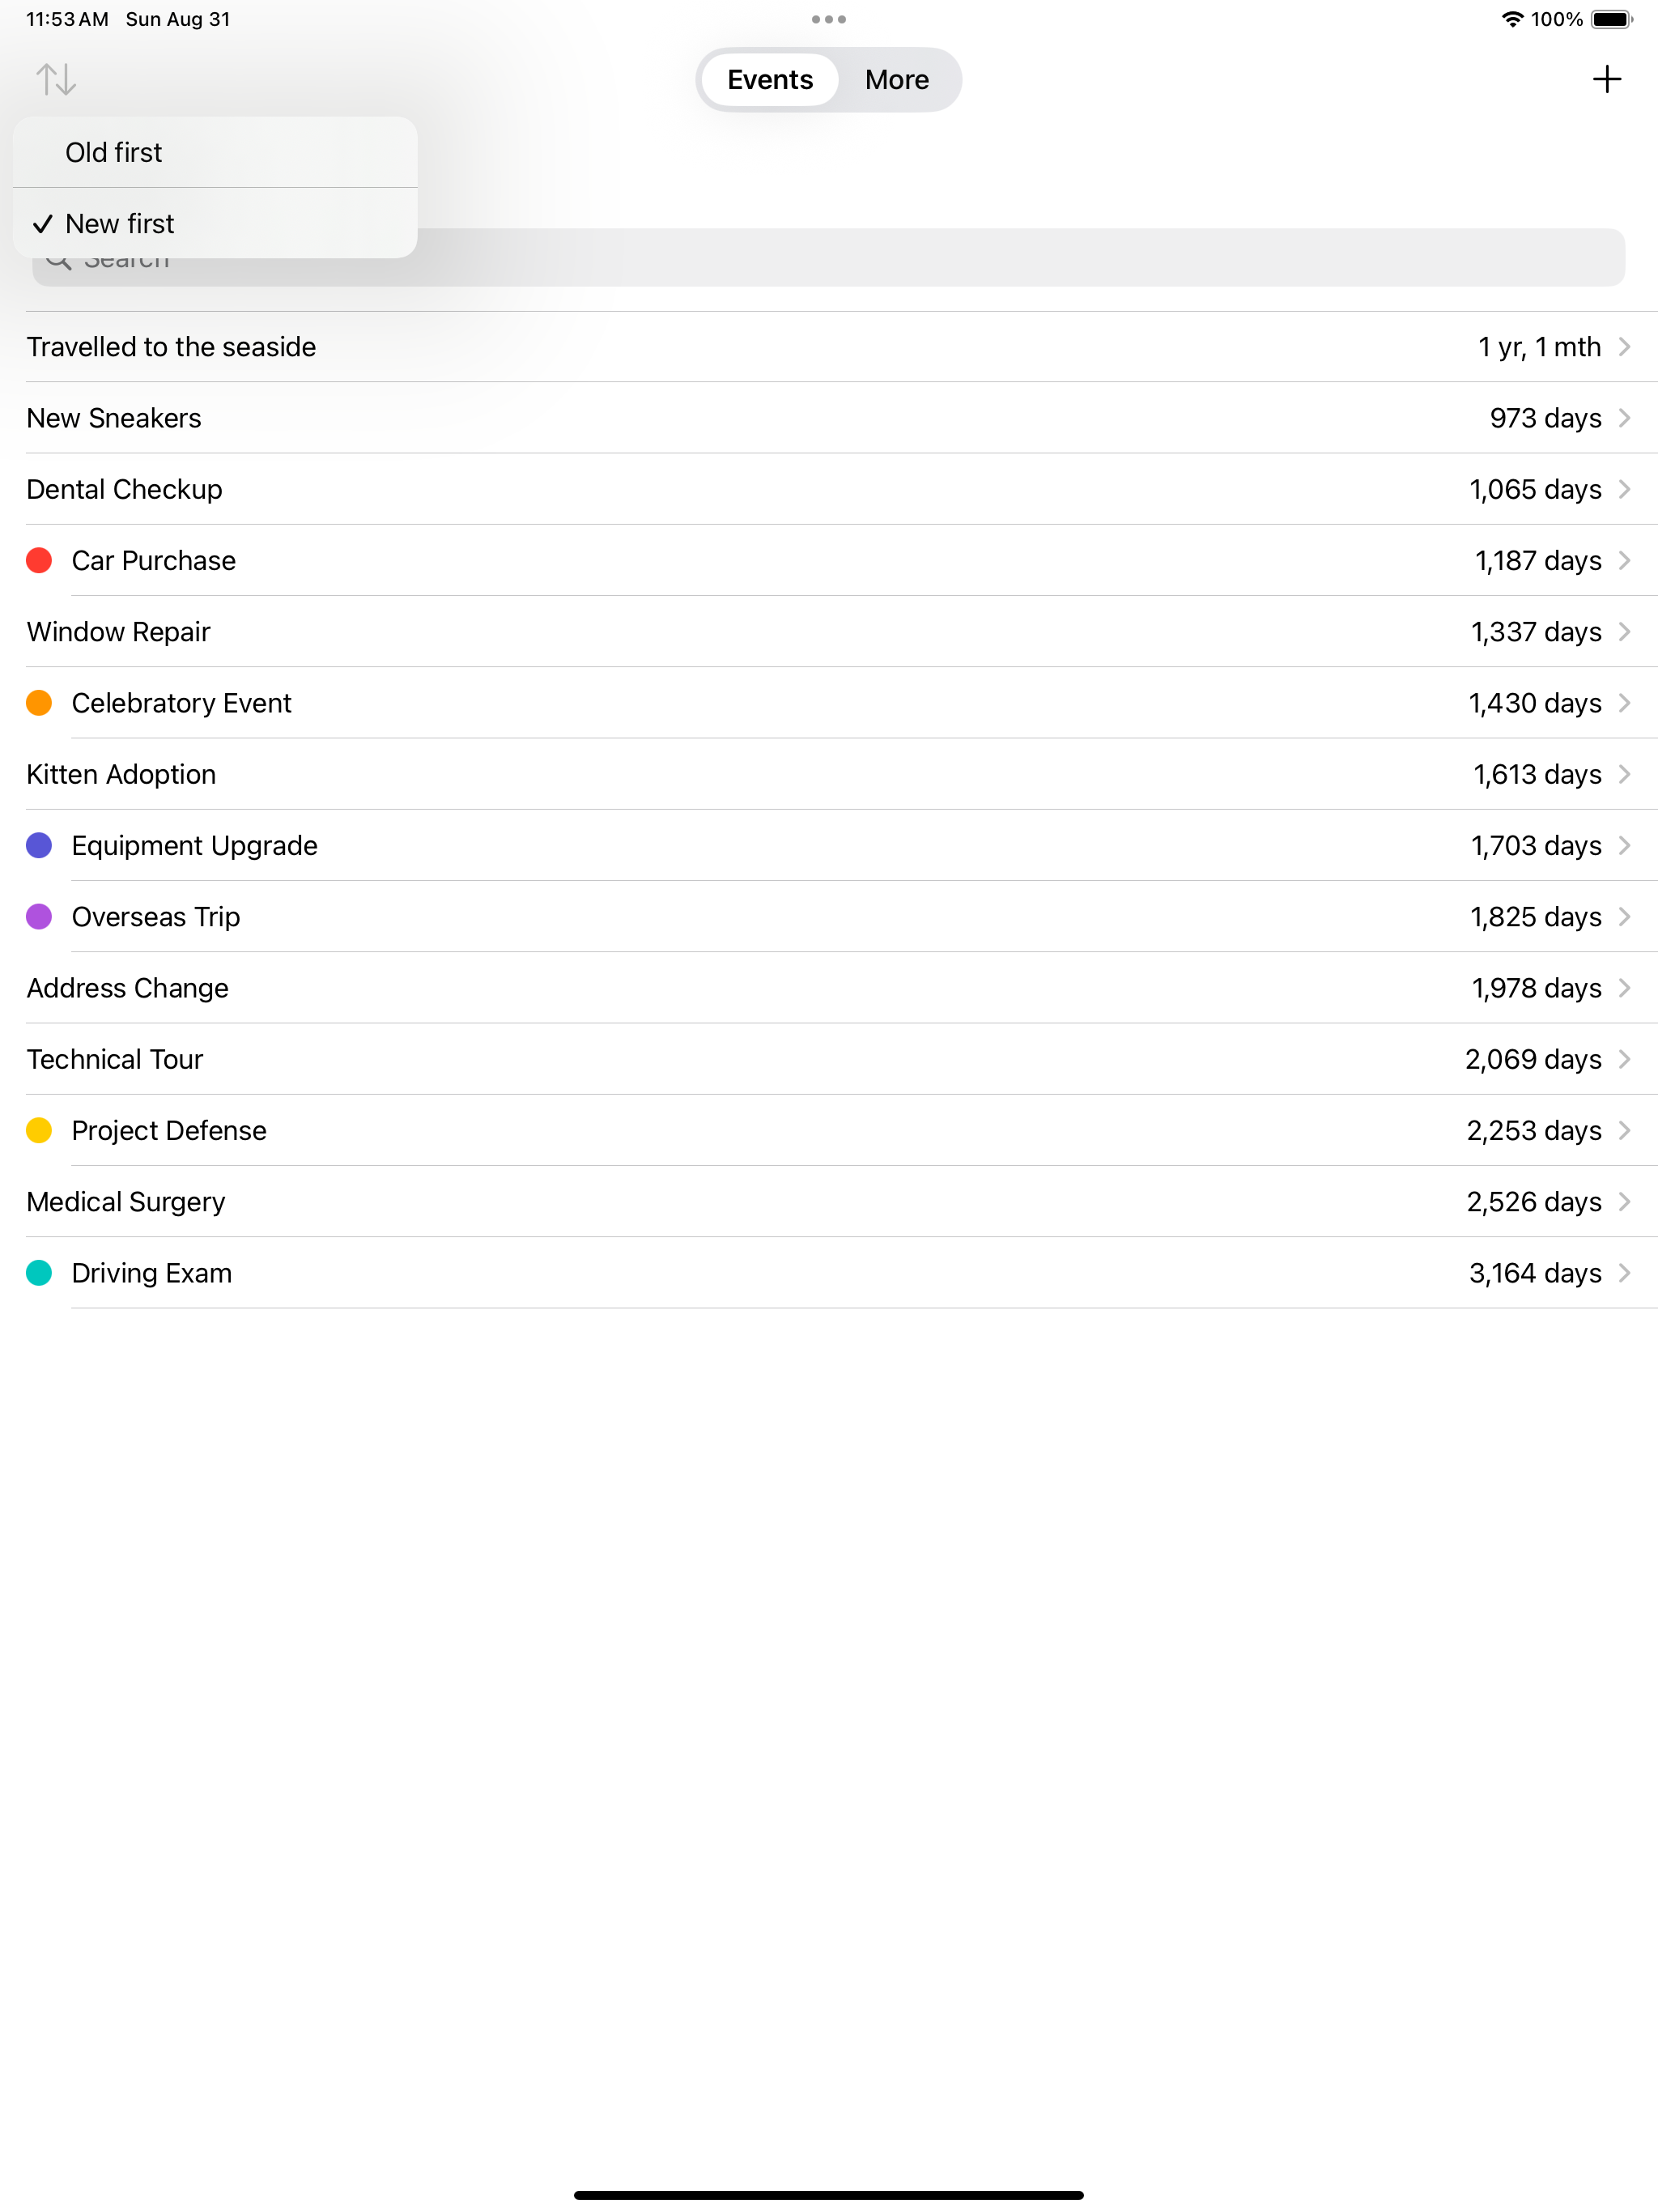 11:53 AM Sun Aug 31
100%
Events More
Old first
New first
Search
Travelled to the seaside 1 yr, 1 mth
New Sneakers 973 days
Dental Checkup 1,065 days
Car Purchase 1,187 days
Window Repair 1,337 days
Celebratory Event 1,430 days
Kitten Adoption 1,613 days
Equipment Upgrade 1,703 days
Overseas Trip 1,825 days
Address Change 1,978 days
Technical Tour 2,069 days
Project Defense 2,253 days
Medical Surgery 2,526 days
Driving Exam 3,164 days